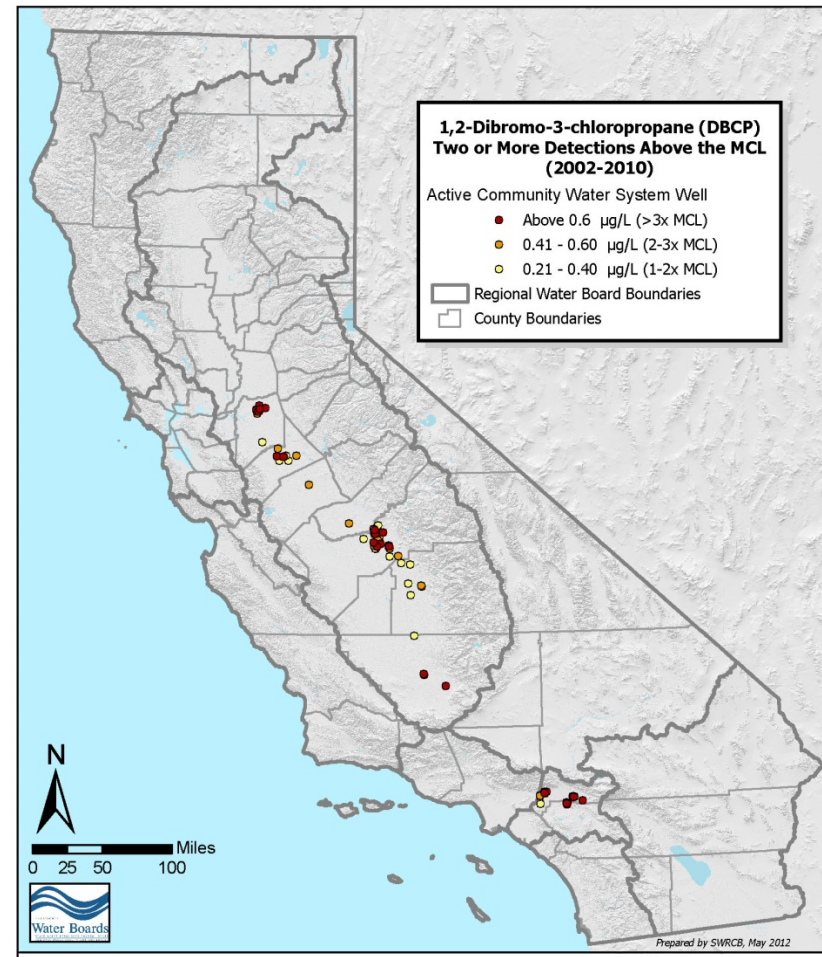 1,2-Dibromo-3-chloropropane (DBCP)
Two or More Detections Above the MCL
(2002-2010)
Active Community Water System Well
Above 0.6 µg/L (>3x MCL)
0.41 - 0.60 µg/L (2-3x MCL)
0.21 - 0.40 µg/L (1-2x MCL)
Regional Water Board Boundaries
County Boundaries
N
Miles
0 25 50 100
Water Boards
Prepared by SWRCB, May 2012